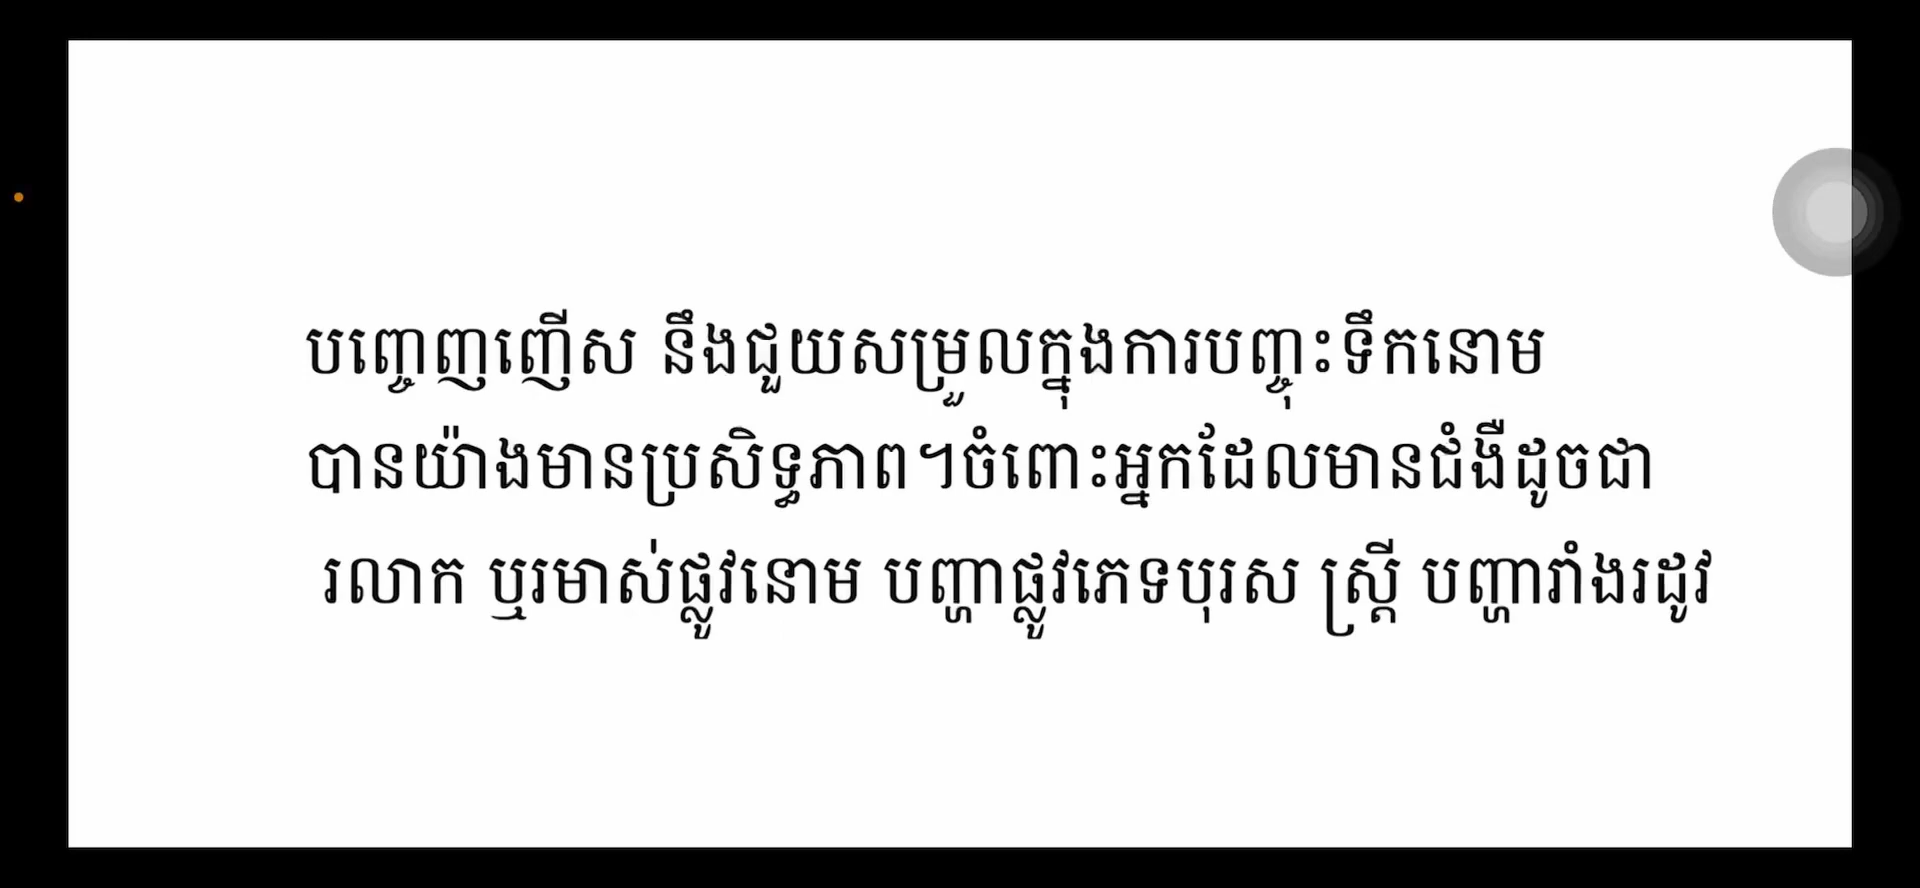 បញ្ចេញញើស នឹងជួយសម្រួលក្នុងការបញ្ចុះទឹកនោម
បានយ៉ាងមានប្រសិទ្ធភាព។ចំពោះអ្នកដែលមានជំងឺដូចជា
រលាក ឬរមាស់ផ្លូវនោម បញ្ហាផ្លូវភេទបុរស ស្ត្រី បញ្ហារាំងរដូវ